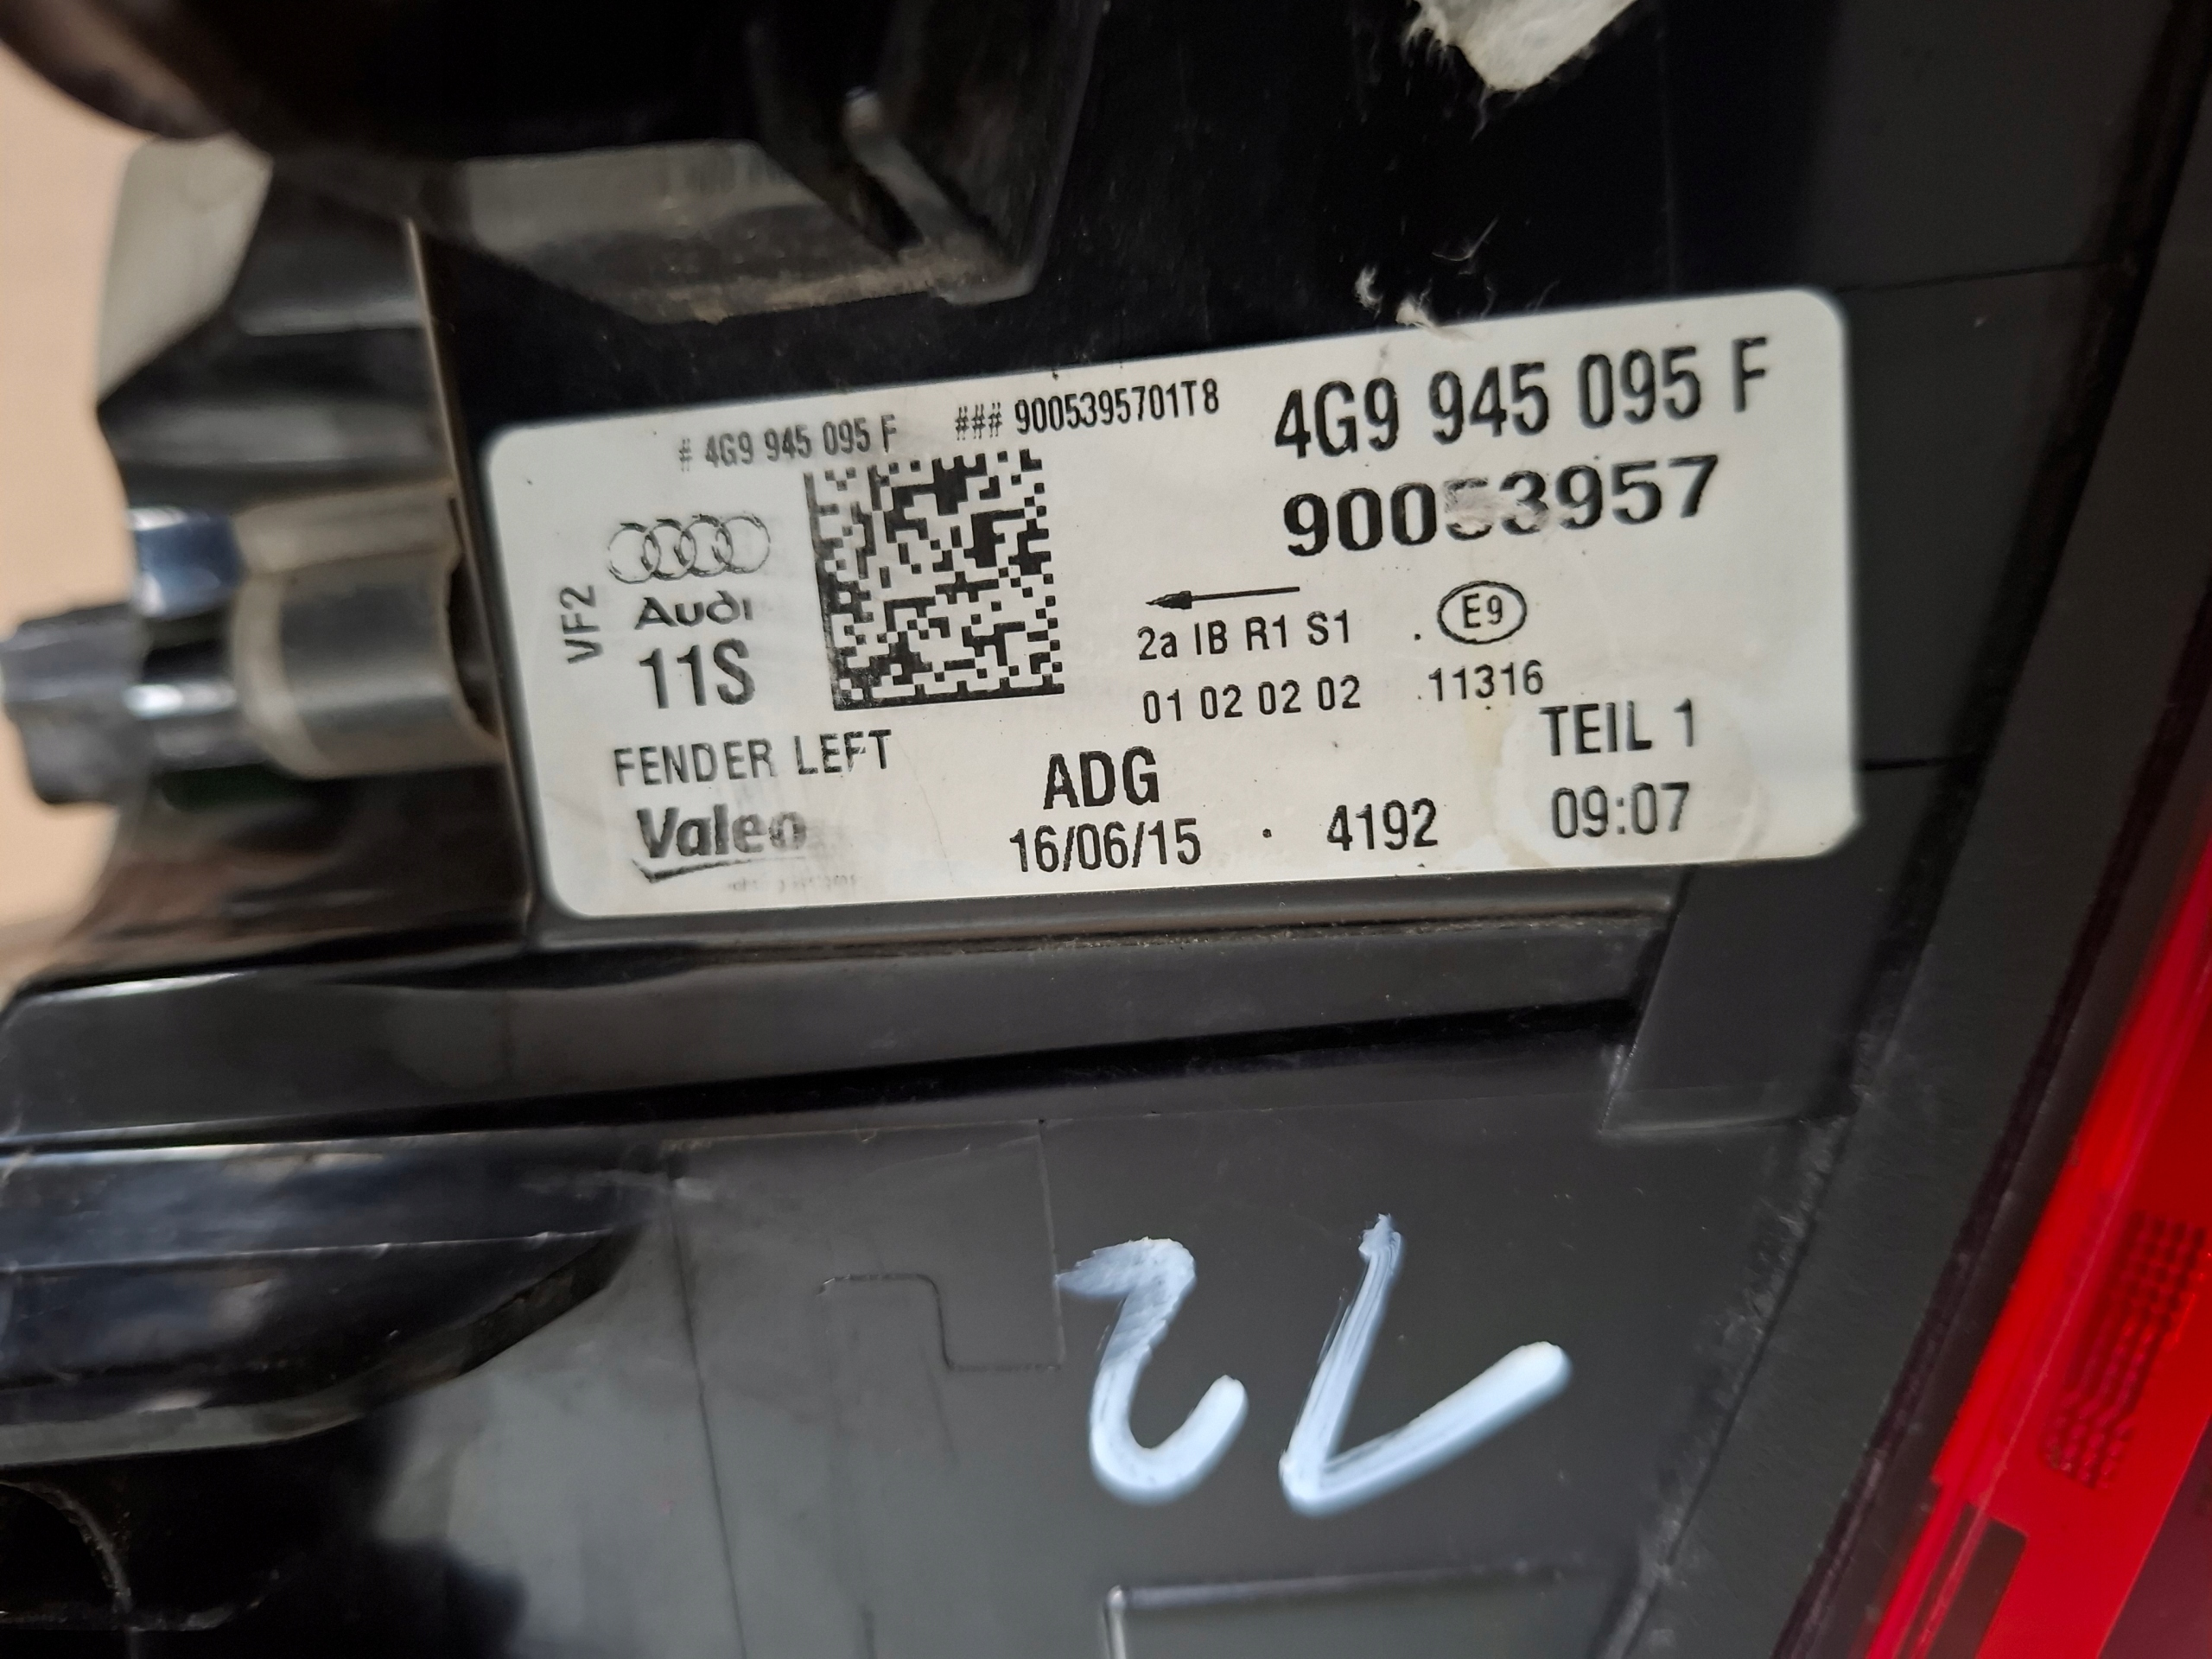 # 4G9 945 095 F ### 9005395701T8 4G9 945 095 F
90053957
Audi
VF2
11S
2a IB R1 S1 . E9
01 02 02 02 .11316
FENDER LEFT
TEIL 1
Valeo
ADG
16/06/15 · 4192 09:07